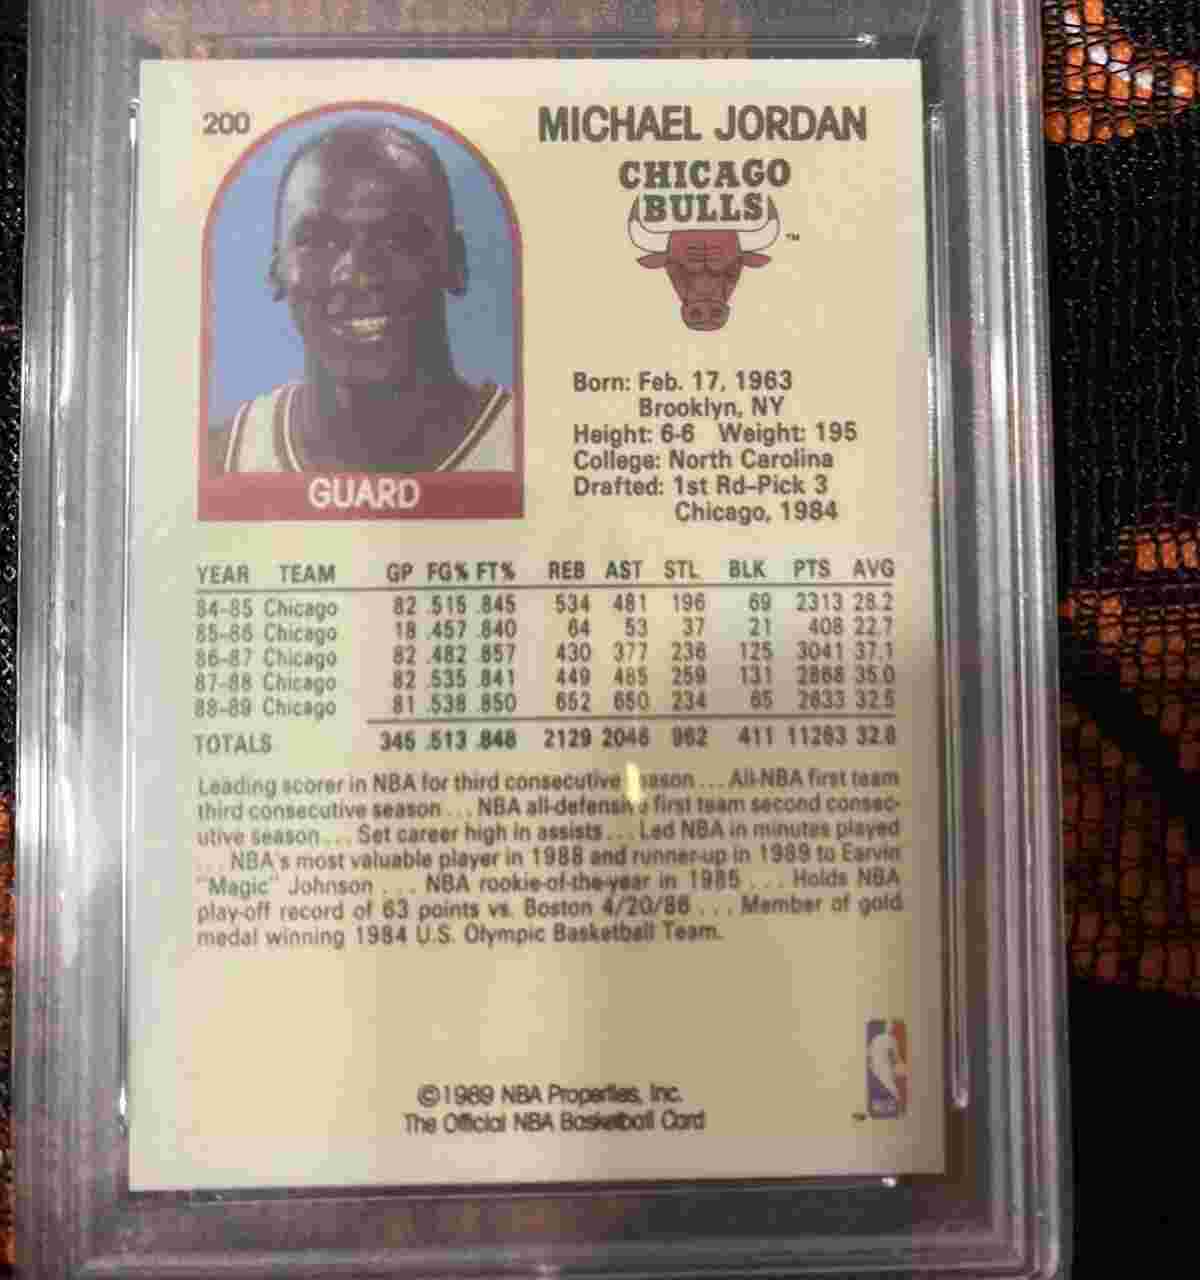 200
MICHAEL JORDAN
CHICAGO
BULLS
™
Born: Feb. 17, 1963
Brooklyn, NY
Height: 6-6 Weight: 195
College: North Carolina
Drafted: 1st Rd-Pick 3
Chicago, 1984
GUARD
YEAR TEAM GP FG% FT% REB AST STL BLK PTS AVG
84-85 Chicago 82 .515 .845 534 481 196 69 2313 28.2
85-86 Chicago 18 .457 .840 64 53 37 21 408 22.7
86-87 Chicago 82 .482 .857 430 377 236 125 3041 37.1
87-88 Chicago 82 .535 .841 449 485 259 131 2868 35.0
88-89 Chicago 81 .538 .850 652 650 234 65 2633 32.5
TOTALS 345 .513 .848 2129 2046 962 411 11263 32.6
Leading scorer in NBA for third consecutive season ... All-NBA first team
third consecutive season ... NBA all-defensive first team second consec-
utive season ... Set career high in assists ... Led NBA in minutes played
... NBA's most valuable player in 1988 and runner-up in 1989 to Earvin
"Magic" Johnson ... NBA rookie-of-the-year in 1985 ... Holds NBA
play-off record of 63 points vs. Boston 4/20/86 ... Member of gold
medal winning 1984 U.S. Olympic Basketball Team.
©1989 NBA Properties, Inc.
The Official NBA Basketball Card
™